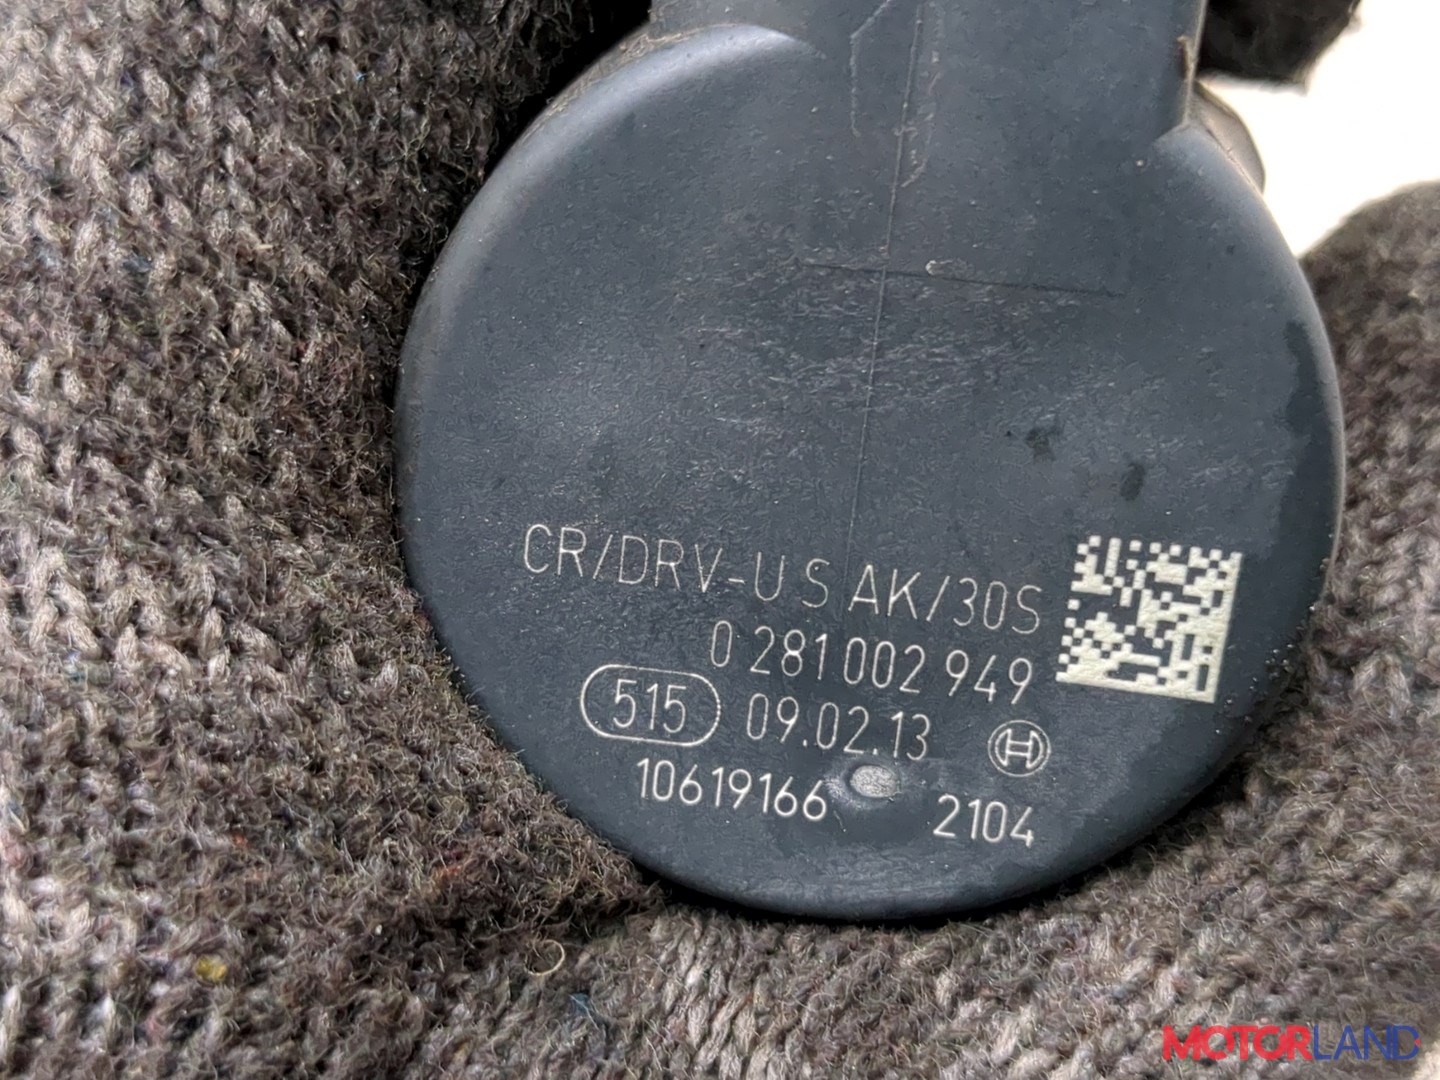 CR/DRV-U S AK/30S
0 281 002 949
515 09.02.13
10619166 2104
MOTORLAND